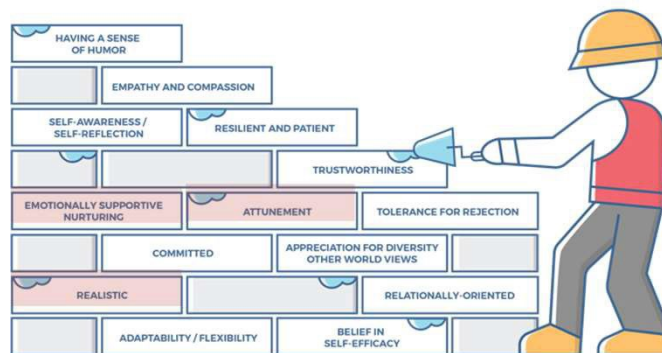 HAVING A SENSE
OF HUMOR
EMPATHY AND COMPASSION
SELF-AWARENESS /
SELF-REFLECTION
RESILIENT AND PATIENT
TRUSTWORTHINESS
EMOTIONALLY SUPPORTIVE
NURTURING
ATTUNEMENT
TOLERANCE FOR REJECTION
COMMITTED
APPRECIATION FOR DIVERSITY
OTHER WORLD VIEWS
REALISTIC
RELATIONALLY-ORIENTED
ADAPTABILITY / FLEXIBILITY
BELIEF IN
SELF-EFFICACY